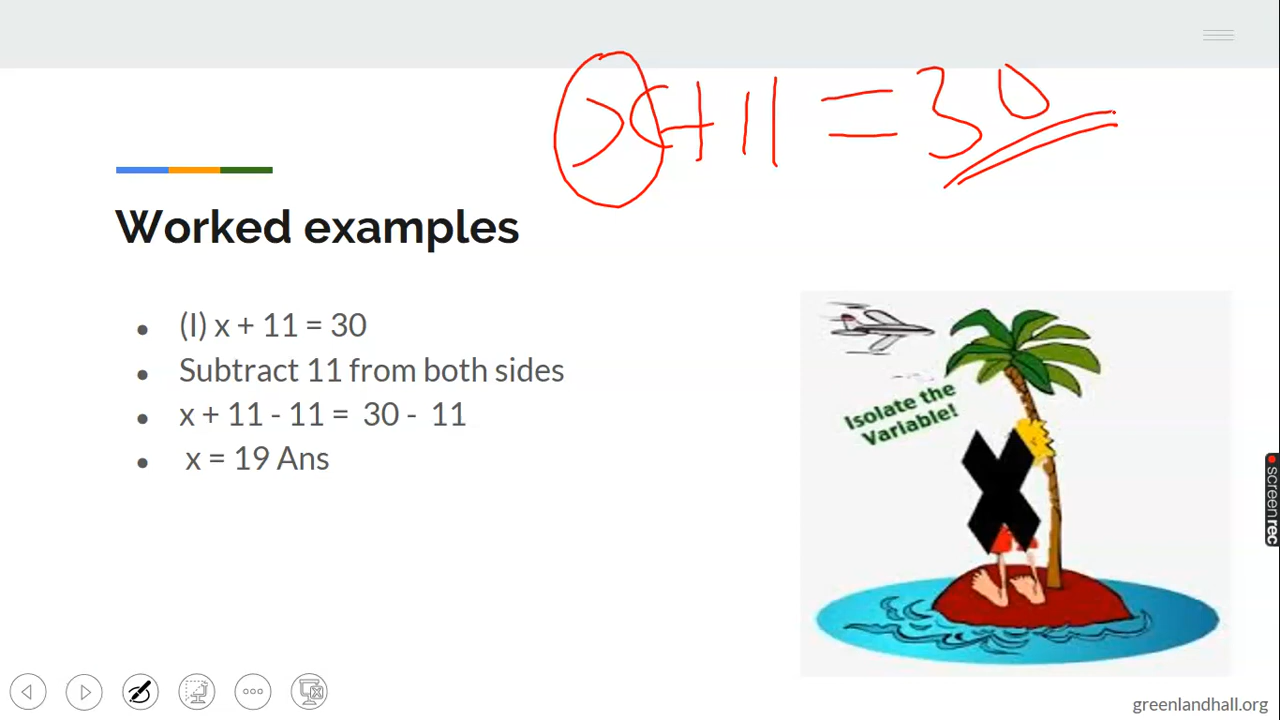 x+11=30
Worked examples
(I) x + 11 = 30
Subtract 11 from both sides
x + 11 - 11 = 30 - 11
x = 19 Ans
Isolate the
Variable!
screenrec
greenlandhall.org